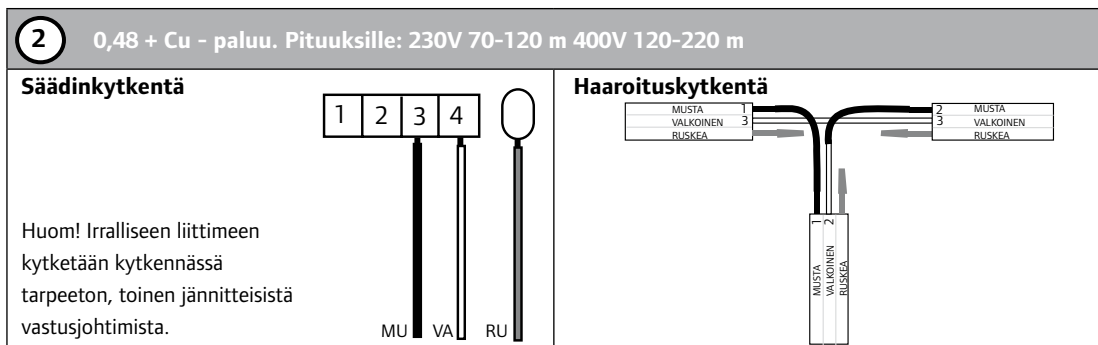 2 0,48 + Cu - paluu. Pituuksille: 230V 70-120 m 400V 120-220 m
Säädinkytkentä
1 2 3 4
Huom! Irralliseen liittimeen
kytketään kytkennässä
tarpeeton, toinen jännitteisistä
vastusjohtimista.
MU VA RU
Haaroituskytkentä
MUSTA 1
VALKOINEN 3
RUSKEA
2 MUSTA
3 VALKOINEN
RUSKEA
1 MUSTA
2 VALKOINEN
RUSKEA